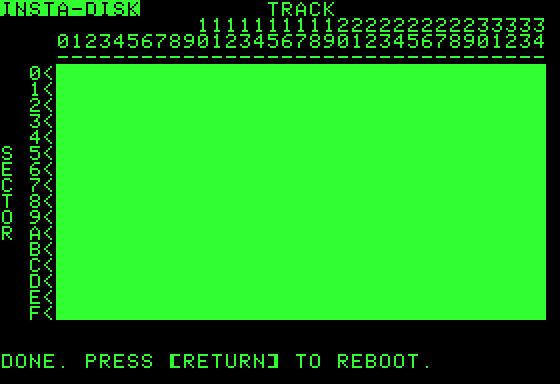 INSTA-DISK TRACK
1111111111222222222233333
01234567890123456789012345678901234
-----------------------------------
0<
1<
2<
3<
4<
S 5<
E 6<
C 7<
T 8<
O 9<
R A<
B<
C<
D<
E<
F<
DONE. PRESS [RETURN] TO REBOOT.